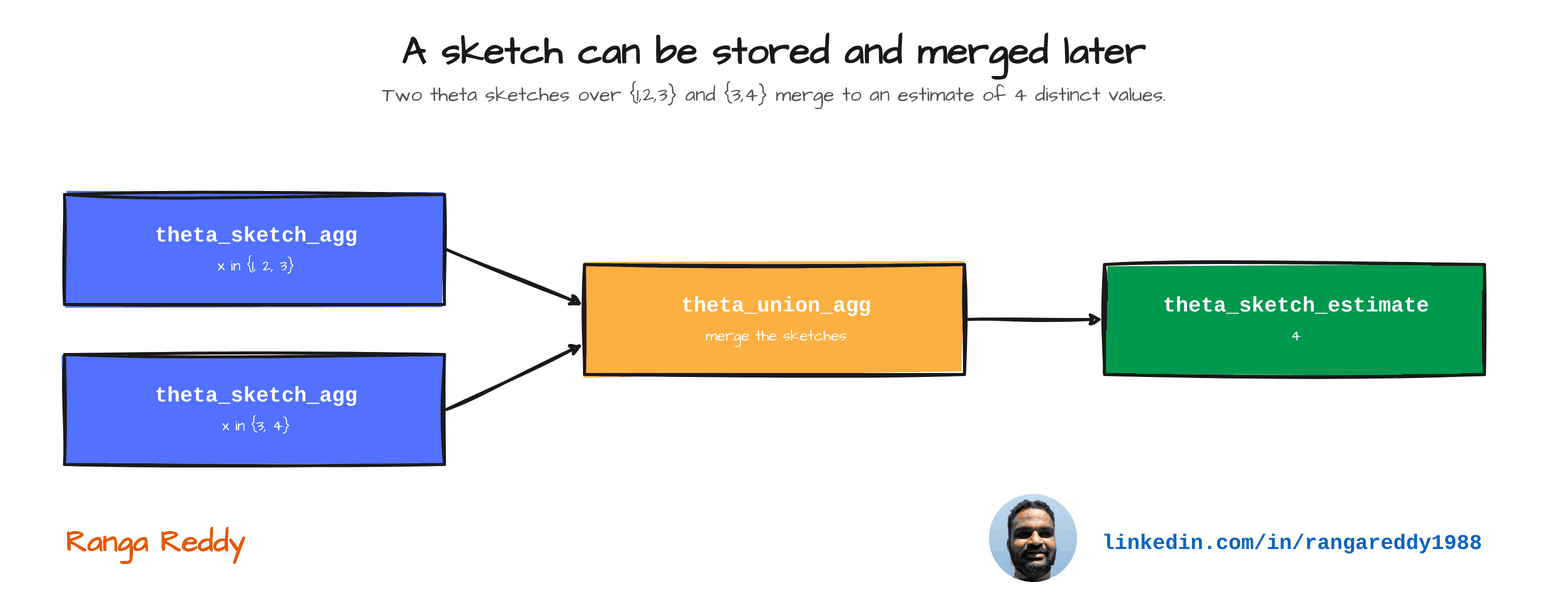 A sketch can be stored and merged later
Two theta sketches over {1,2,3} and {3,4} merge to an estimate of 4 distinct values.
theta_sketch_agg
x in {1, 2, 3}
theta_sketch_agg
x in {3, 4}
theta_union_agg
merge the sketches
theta_sketch_estimate
4
Ranga Reddy
linkedin.com/in/rangareddy1988